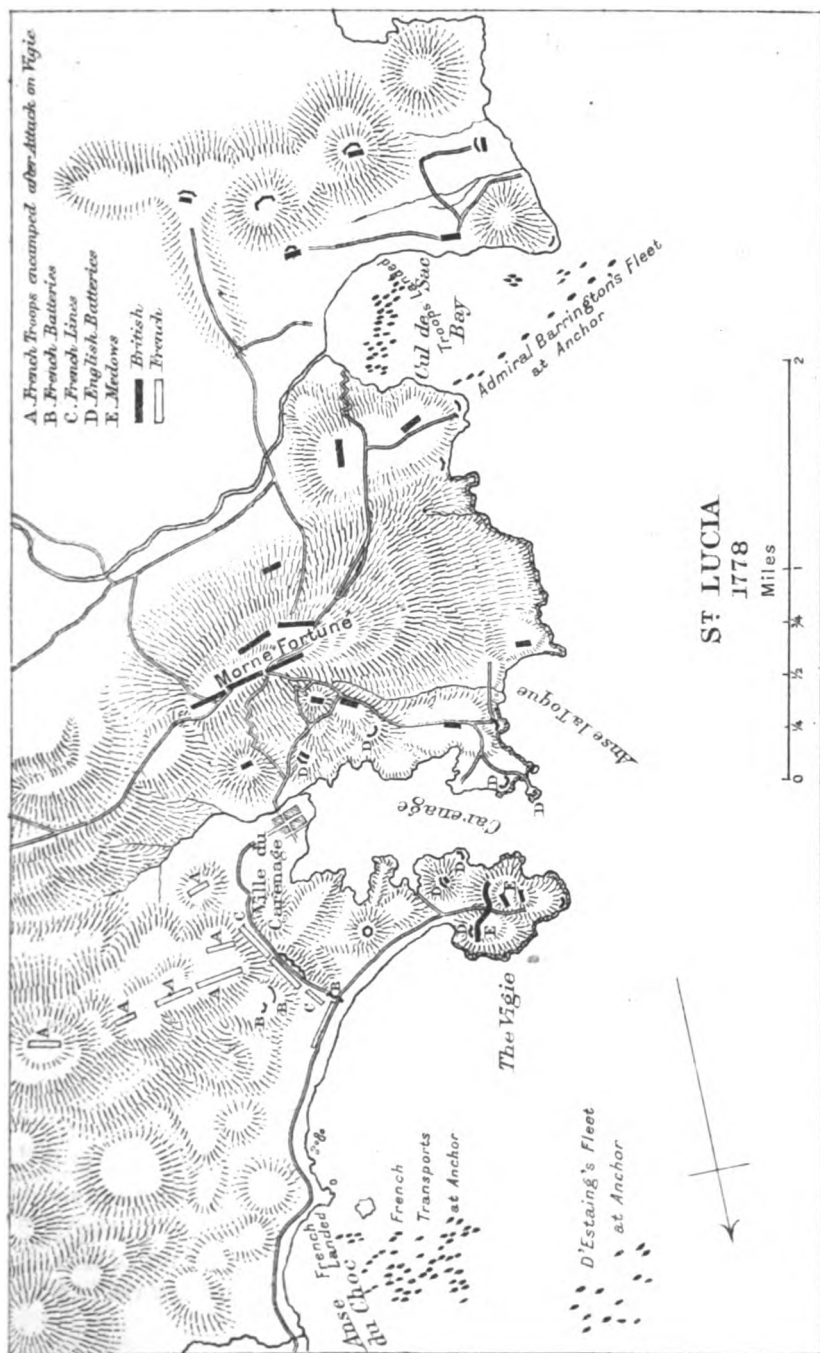 A. French Troops encamped after Attack on Vigie
B. French Batteries
C. French Lines
D. English Batteries
E. Medows
British
French
ST. LUCIA
1778
Miles
0 ¼ ½ ¾ 1 2
Anse
du Choc
French
Landed
French
Transports
at Anchor
D'Estaing's Fleet
at Anchor
The Vigie
Ville du
Carenage
Carenage
Anse la Toque
Morne Fortune
Cul de Sac
Bay
Troops Landed
Admiral Barrington's Fleet
at Anchor
A
A
A
A
A
A
B
B
B
C
C
D
D
D
D
D
D
D
E
E